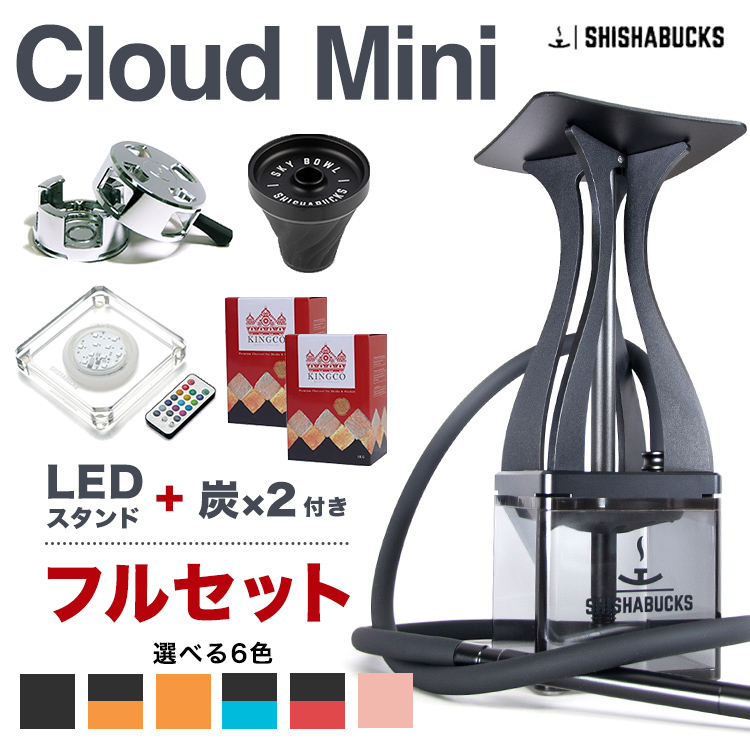 Cloud Mini
SHISHABUCKS
SKY BOWL
SHISHABUCKS
KINGCO
KINGCO
LED
スタンド
+
炭×2付き
フルセット
選べる6色
SHISHABUCKS